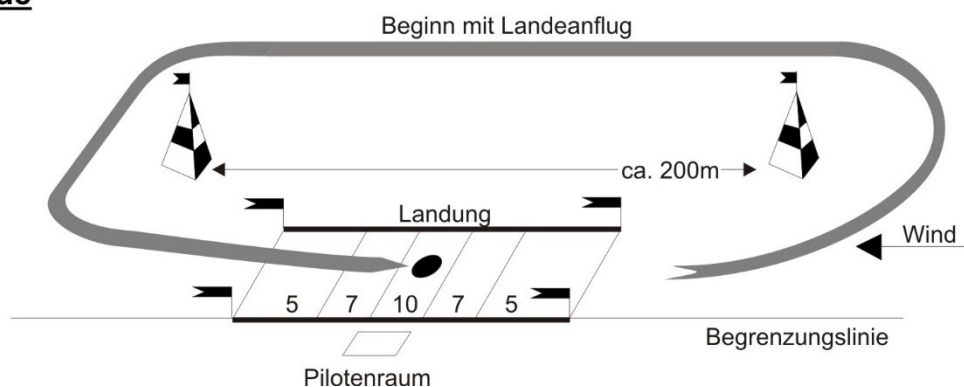 Beginn mit Landeanflug
ca. 200m
Landung
Wind
5 7 10 7 5
Begrenzungslinie
Pilotenraum